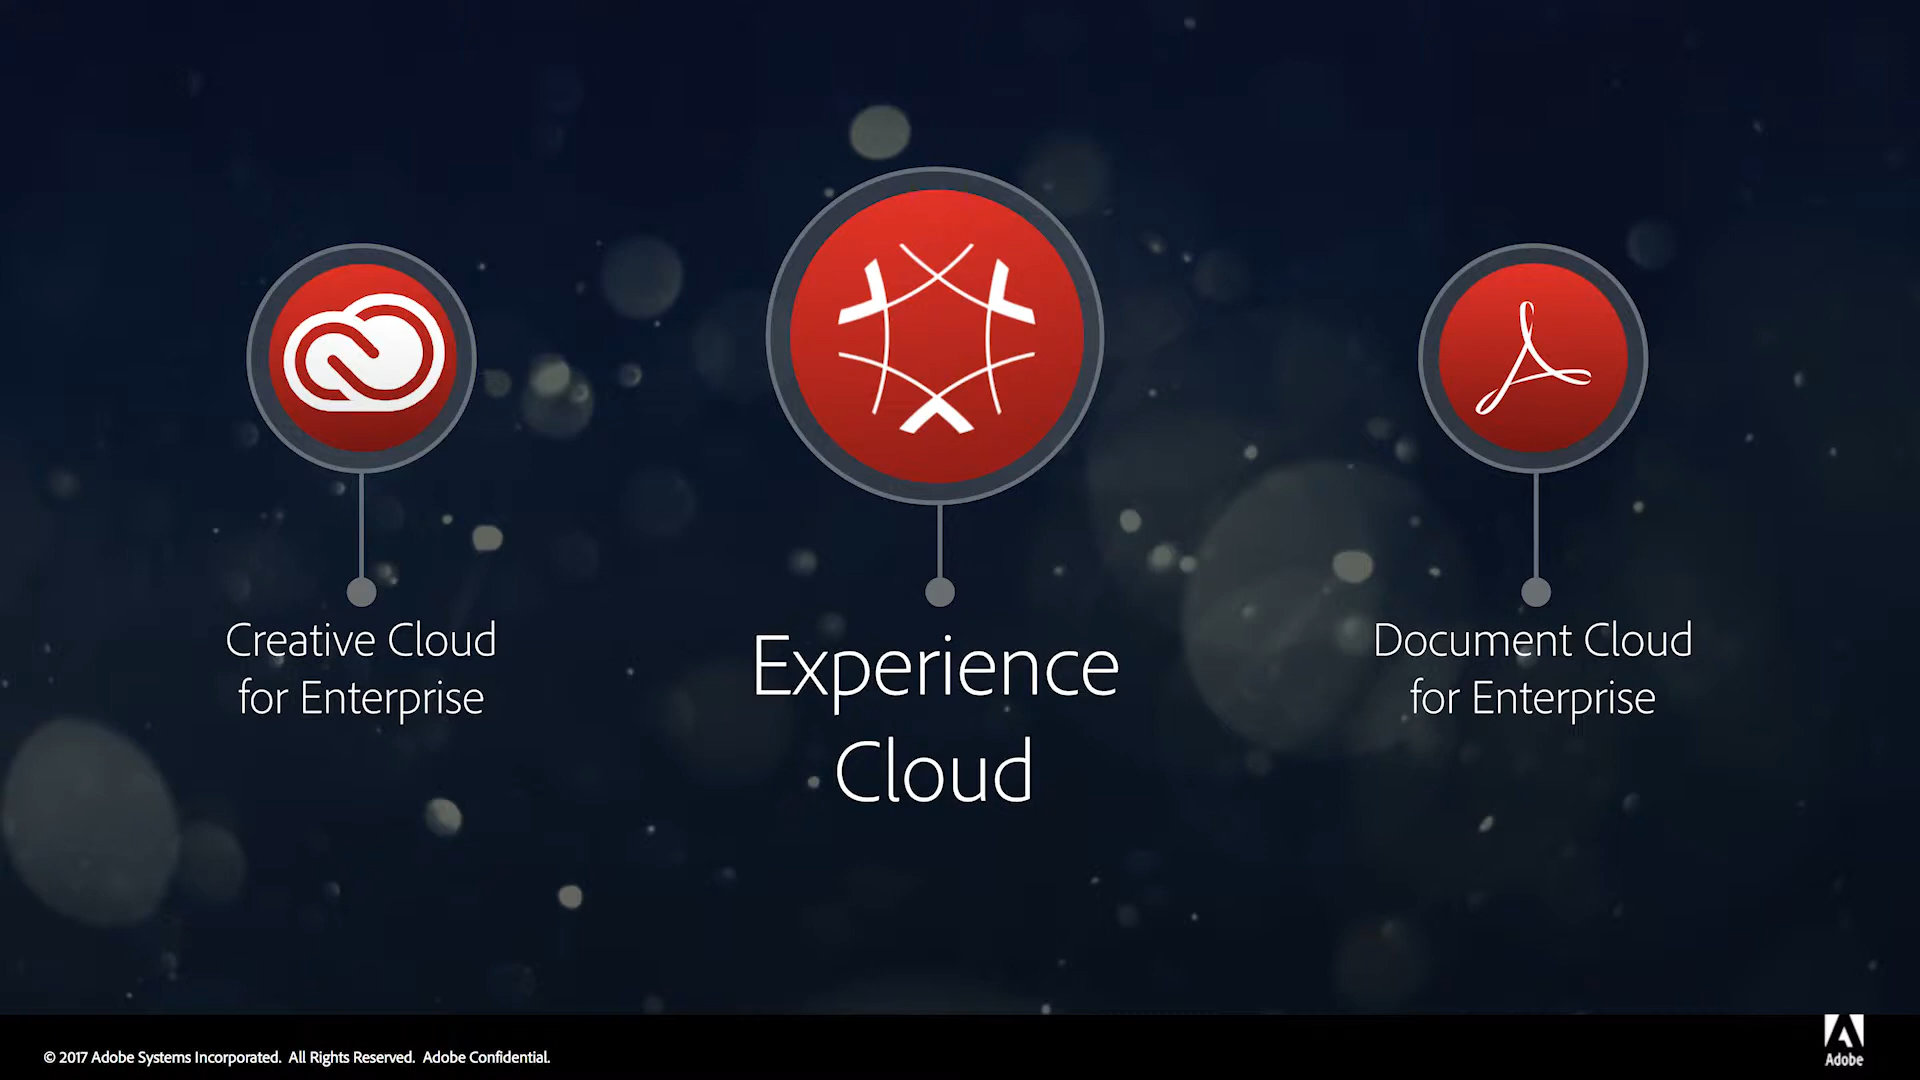 Creative Cloud
for Enterprise
Experience
Cloud
Document Cloud
for Enterprise
© 2017 Adobe Systems Incorporated.  All Rights Reserved.  Adobe Confidential.
Adobe